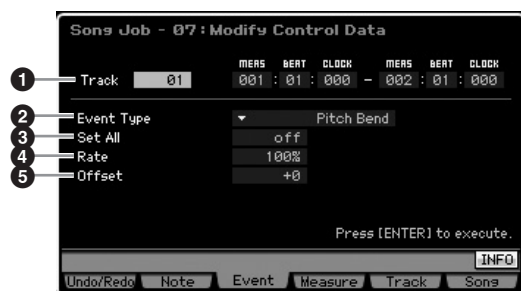 Song Job - 07:Modify Control Data
MEAS BEAT CLOCK MEAS BEAT CLOCK
1 Track 01 001 : 01 : 000 - 002 : 01 : 000
2 Event Type ▼ Pitch Bend
3 Set All off
4 Rate 100%
5 Offset +0
Press [ENTER] to execute.
INFO
Undo/Redo Note Event Measure Track Song